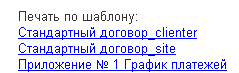 Печать по шаблону:
Стандартный договор_clienter
Стандартный договор_site
Приложение № 1 График платежей